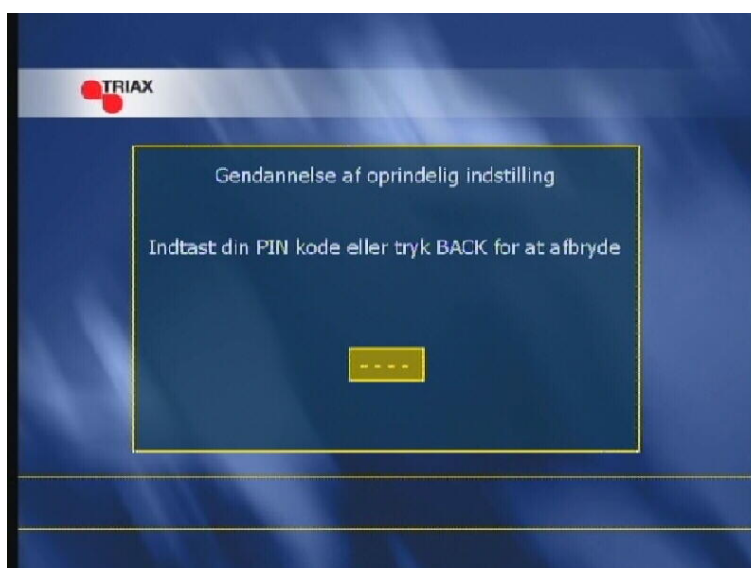 TRIAX
Gendannelse af oprindelig indstilling
Indtast din PIN kode eller tryk BACK for at afbryde
- - - -